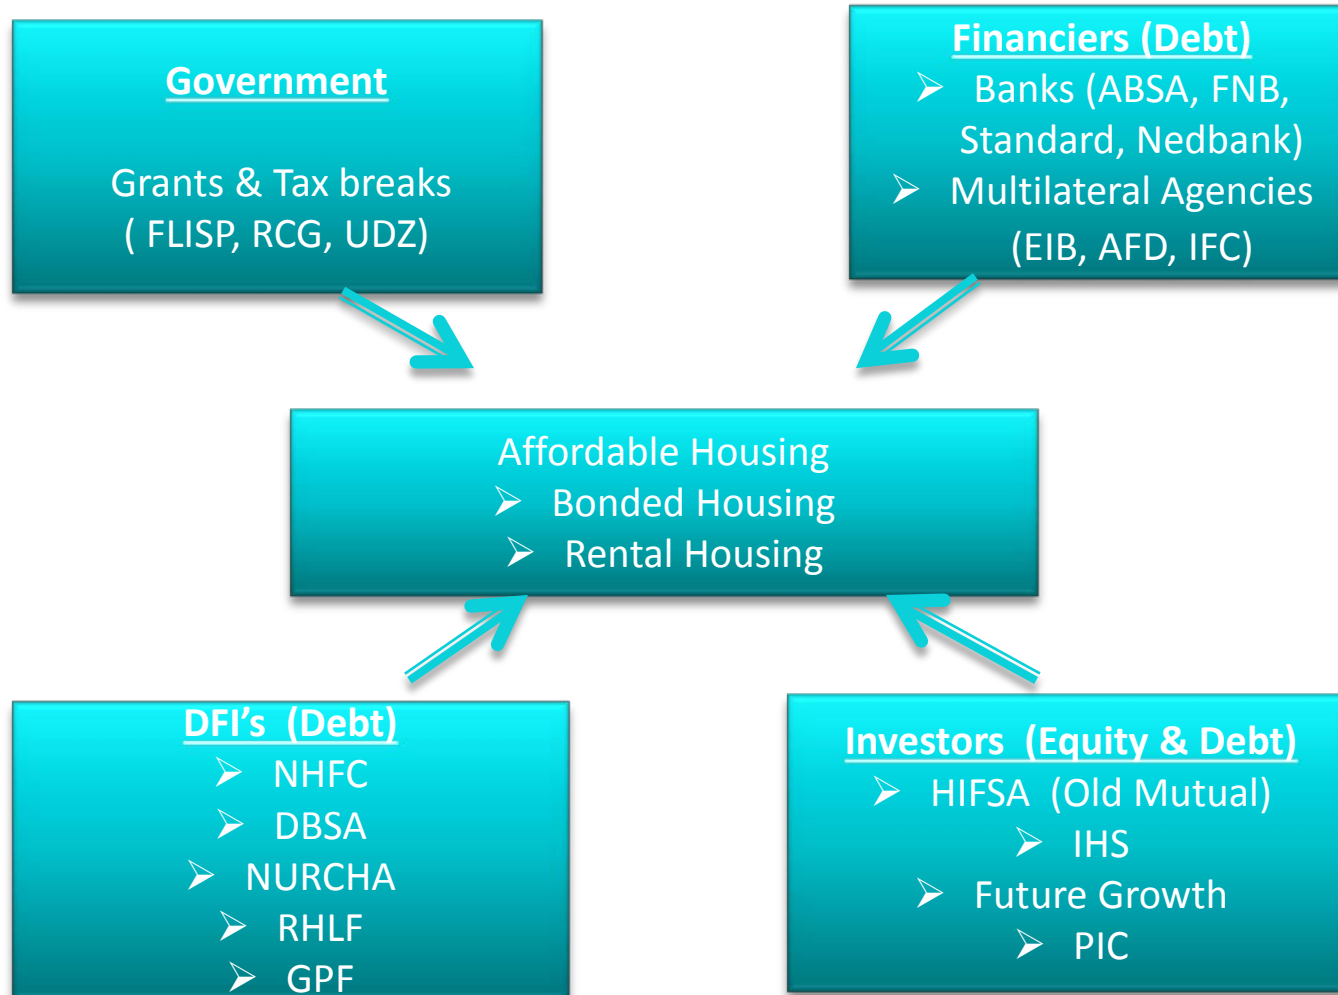 Government
Grants & Tax breaks
( FLISP, RCG, UDZ)
Financiers (Debt)
➢ Banks (ABSA, FNB,
Standard, Nedbank)
➢ Multilateral Agencies
(EIB, AFD, IFC)
Affordable Housing
➢ Bonded Housing
➢ Rental Housing
DFI’s (Debt)
➢ NHFC
➢ DBSA
➢ NURCHA
➢ RHLF
➢ GPF
Investors (Equity & Debt)
➢ HIFSA (Old Mutual)
➢ IHS
➢ Future Growth
➢ PIC